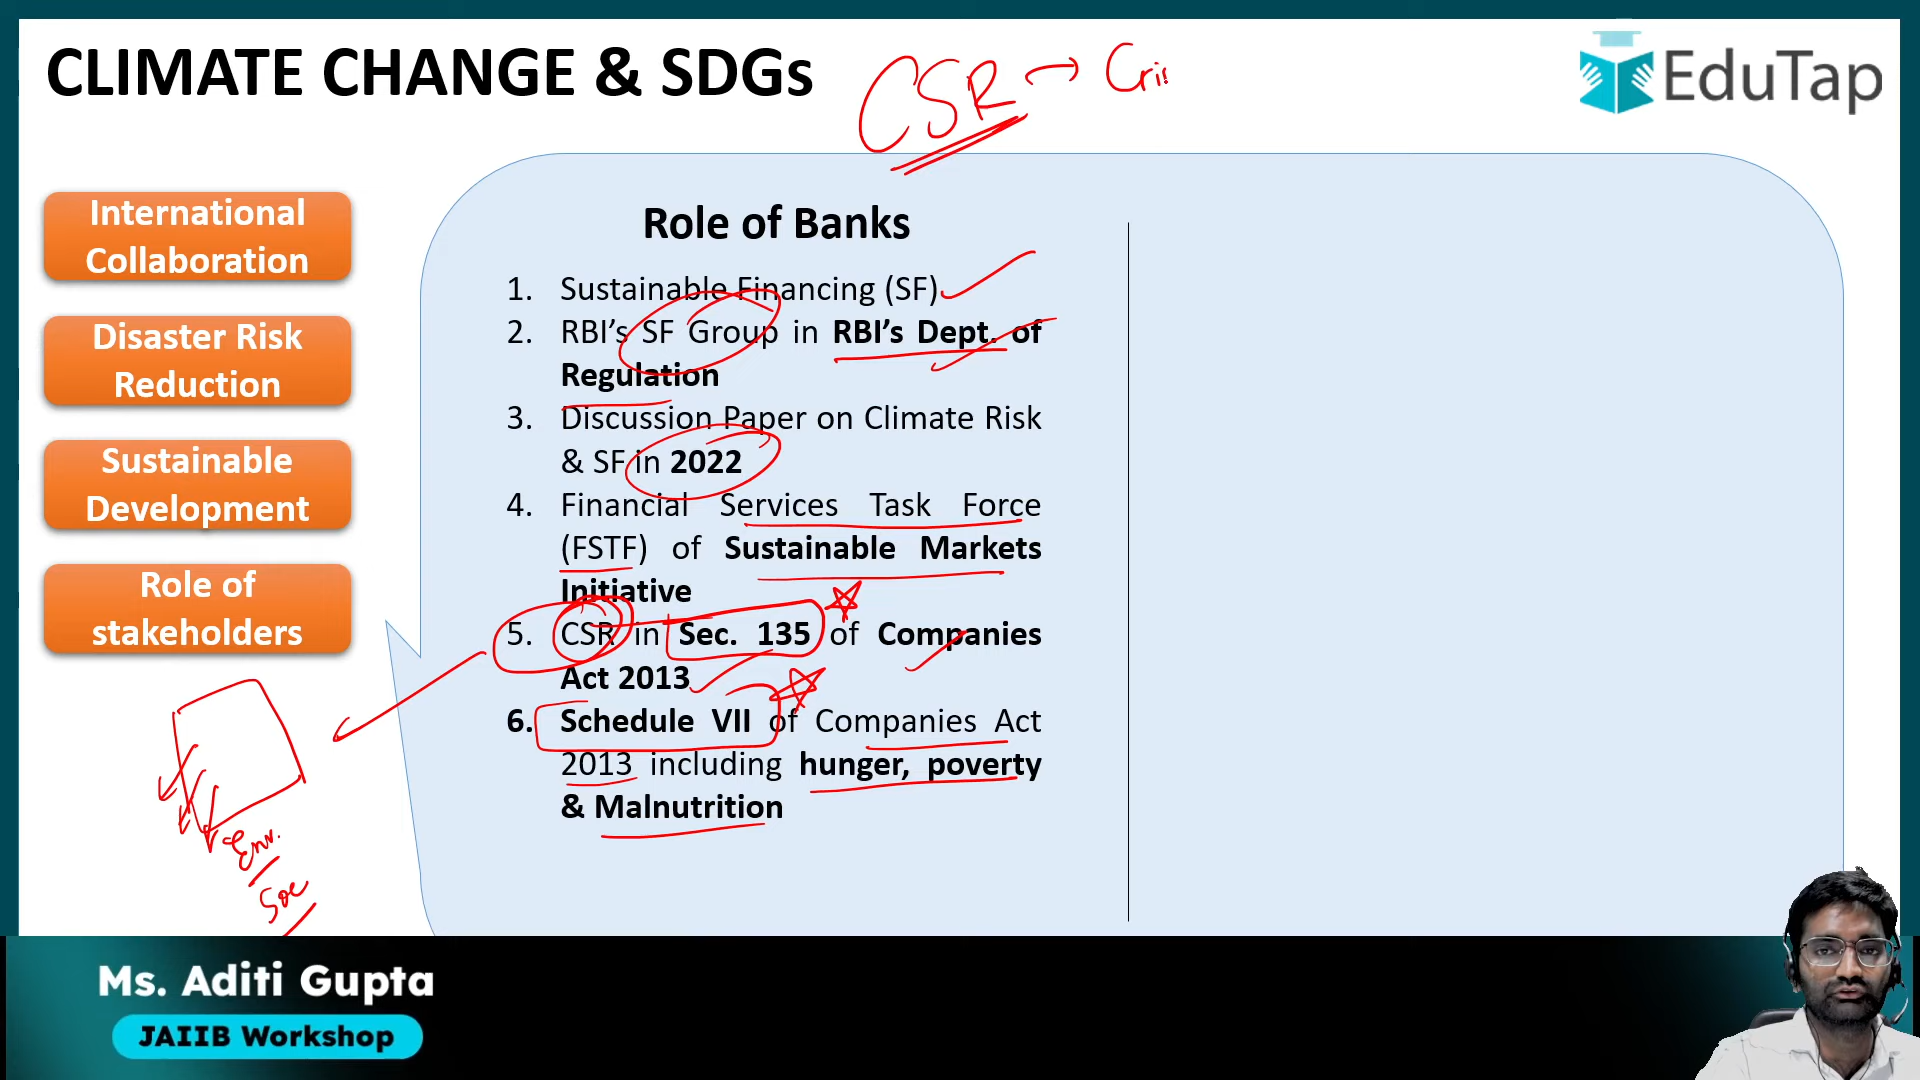 CLIMATE CHANGE & SDGs
CSR → Cri
EduTap
International
Collaboration
Disaster Risk
Reduction
Sustainable
Development
Role of
stakeholders
Role of Banks
1. Sustainable Financing (SF)
2. RBI's SF Group in RBI's Dept. of
Regulation
3. Discussion Paper on Climate Risk
& SF in 2022
4. Financial Services Task Force
(FSTF) of Sustainable Markets
Initiative
5. CSR in Sec. 135 of Companies
Act 2013
6. Schedule VII of Companies Act
2013 including hunger, poverty
& Malnutrition
Env.
Soc
Ms. Aditi Gupta
JAIIB Workshop